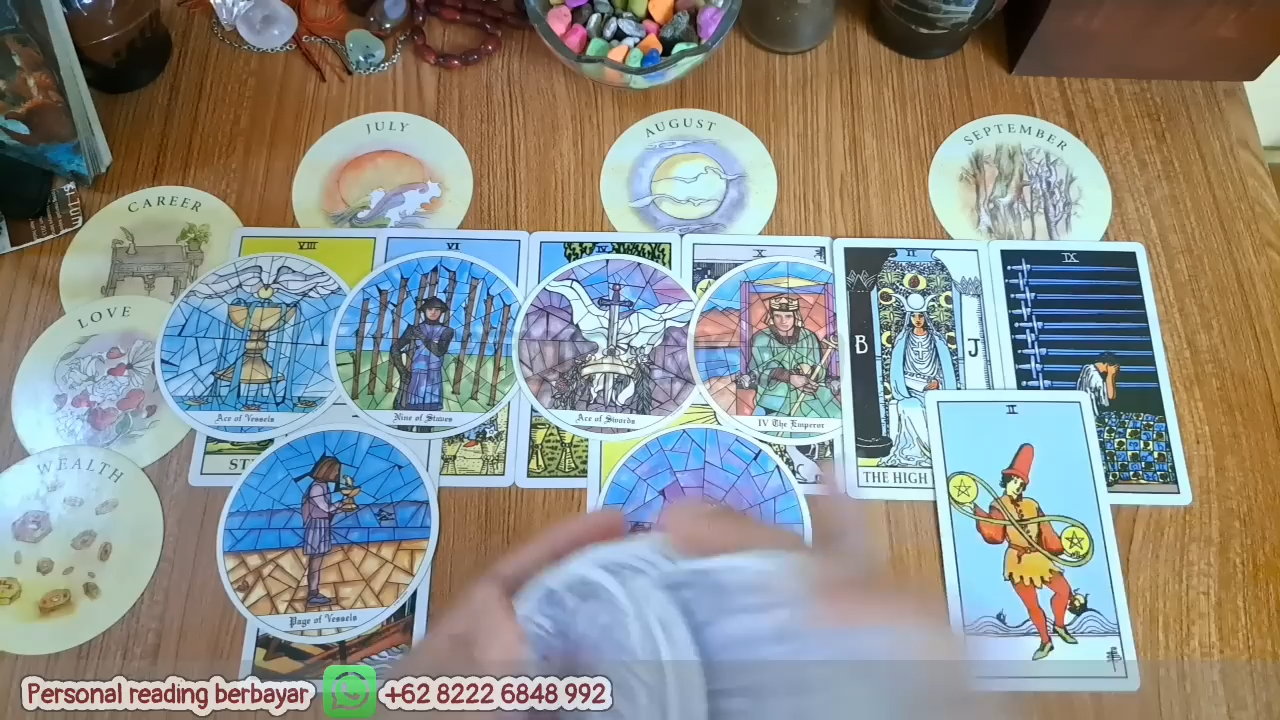 JULY
AUGUST
SEPTEMBER
CAREER
VIII
VI
IV
X
II
IX
LOVE
B
J
Ace of Vessels
Nine of Staves
Ace of Swords
IV The Emperor
ST
THE HIGH
II
WEALTH
Page of Vessels
Personal reading berbayar +62 8222 6848 992